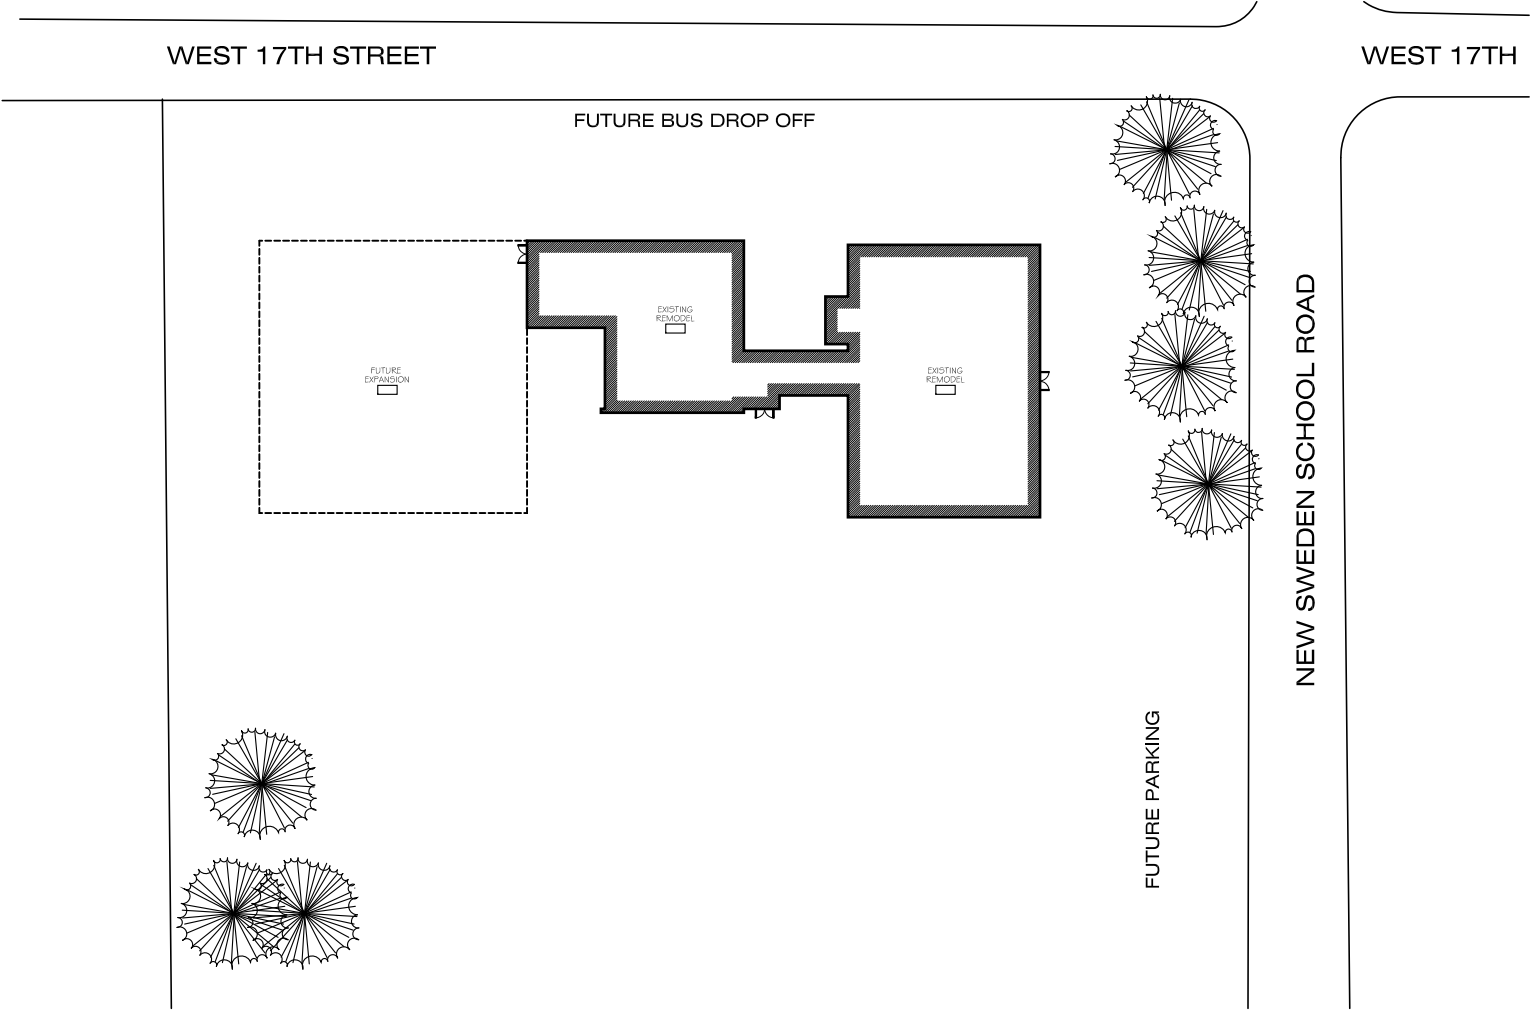 WEST 17TH STREET
WEST 17TH
FUTURE BUS DROP OFF
EXISTING
REMODEL
FUTURE
EXPANSION
EXISTING
REMODEL
NEW SWEDEN SCHOOL ROAD
FUTURE PARKING